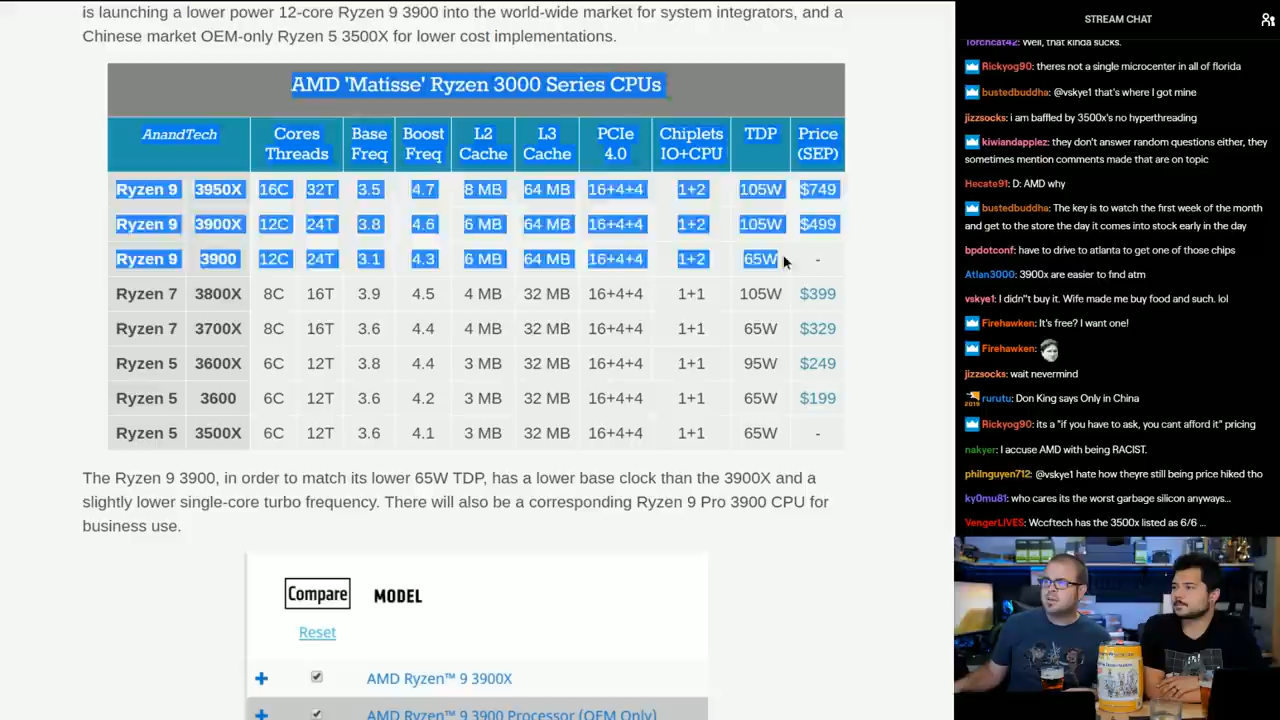 is launching a lower power 12-core Ryzen 9 3900 into the world-wide market for system integrators, and a
Chinese market OEM-only Ryzen 5 3500X for lower cost implementations.
AMD 'Matisse' Ryzen 3000 Series CPUs
AnandTech Cores Threads Base Freq Boost Freq L2 Cache L3 Cache PCIe 4.0 Chiplets IO+CPU TDP Price (SEP)
Ryzen 9 3950X 16C 32T 3.5 4.7 8 MB 64 MB 16+4+4 1+2 105W $749
Ryzen 9 3900X 12C 24T 3.8 4.6 6 MB 64 MB 16+4+4 1+2 105W $499
Ryzen 9 3900 12C 24T 3.1 4.3 6 MB 64 MB 16+4+4 1+2 65W -
Ryzen 7 3800X 8C 16T 3.9 4.5 4 MB 32 MB 16+4+4 1+1 105W $399
Ryzen 7 3700X 8C 16T 3.6 4.4 4 MB 32 MB 16+4+4 1+1 65W $329
Ryzen 5 3600X 6C 12T 3.8 4.4 3 MB 32 MB 16+4+4 1+1 95W $249
Ryzen 5 3600 6C 12T 3.6 4.2 3 MB 32 MB 16+4+4 1+1 65W $199
Ryzen 5 3500X 6C 12T 3.6 4.1 3 MB 32 MB 16+4+4 1+1 65W -
The Ryzen 9 3900, in order to match its lower 65W TDP, has a lower base clock than the 3900X and a
slightly lower single-core turbo frequency. There will also be a corresponding Ryzen 9 Pro 3900 CPU for
business use.
Compare MODEL
Reset
+ AMD Ryzen™ 9 3900X
+ AMD Ryzen™ 9 3900 Processor (OEM Only)
STREAM CHAT
Torchcat42: Well, that kinda sucks.
Rickyog90: theres not a single microcenter in all of florida
bustedbuddha: @vskye1 that's where I got mine
jizzsocks: i am baffled by 3500x's no hyperthreading
kiwiandapplez: they don't answer random questions either, they
sometimes mention comments made that are on topic
Hecate91: D: AMD why
bustedbuddha: The key is to watch the first week of the month
and get to the store the day it comes into stock early in the day
bpdotconf: have to drive to atlanta to get one of those chips
Atlan3000: 3900x are easier to find atm
vskye1: I didn"t buy it. Wife made me buy food and such. lol
Firehawken: It's free? I want one!
Firehawken:
jizzsocks: wait nevermind
2019 rurutu: Don King says Only in China
Rickyog90: its a "if you have to ask, you cant afford it" pricing
nakyer: I accuse AMD with being RACIST.
philnguyen712: @vskye1 hate how theyre still being price hiked tho
ky0mu81: who cares its the worst garbage silicon anyways...
VengerLIVES: Wccftech has the 3500x listed as 6/6 ...